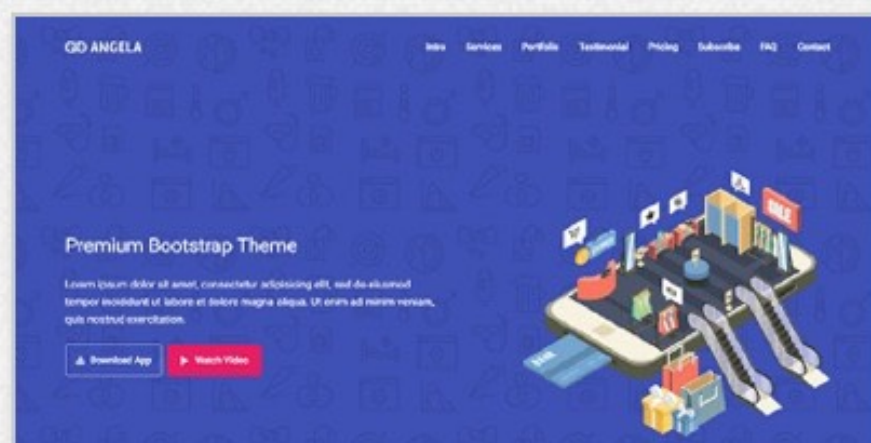 ANGELA
Intro Services Portfolio Testimonial Pricing Subscribe FAQ Contact
SALE
Premium Bootstrap Theme
Lorem ipsum dolor sit amet, consectetur adipisicing elit, sed do eiusmod
tempor incididunt ut labore et dolore magna aliqua. Ut enim ad minim veniam,
quis nostrud exercitation.
Download App Watch Video